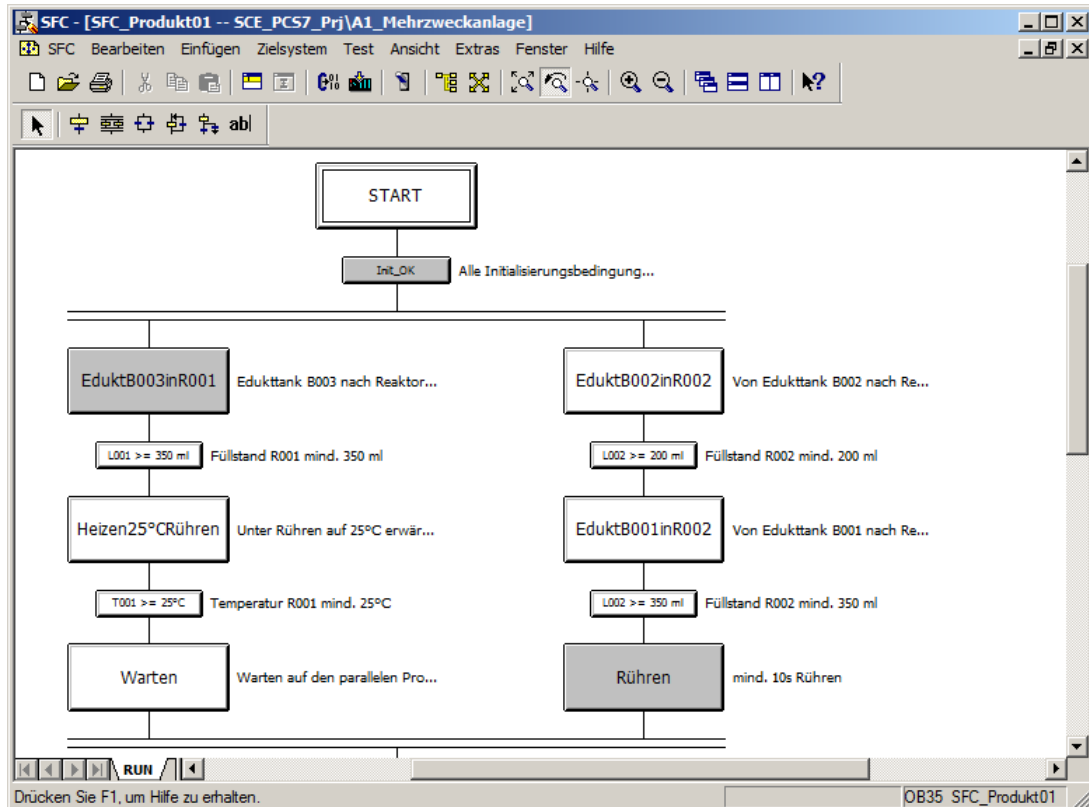 SFC - [SFC_Produkt01 -- SCE_PCS7_Prj\A1_Mehrzweckanlage]
SFC Bearbeiten Einfügen Zielsystem Test Ansicht Extras Fenster Hilfe
abl
START
Init_OK Alle Initialisierungsbedingung...
EduktB003inR001 Edukttank B003 nach Reaktor... EduktB002inR002 Von Edukttank B002 nach Re...
L001 >= 350 ml Füllstand R001 mind. 350 ml L002 >= 200 ml Füllstand R002 mind. 200 ml
Heizen25°CRühren Unter Rühren auf 25°C erwär... EduktB001inR002 Von Edukttank B001 nach Re...
T001 >= 25°C Temperatur R001 mind. 25°C L002 >= 350 ml Füllstand R002 mind. 350 ml
Warten Warten auf den parallelen Pro... Rühren mind. 10s Rühren
RUN
Drücken Sie F1, um Hilfe zu erhalten. OB35 SFC_Produkt01